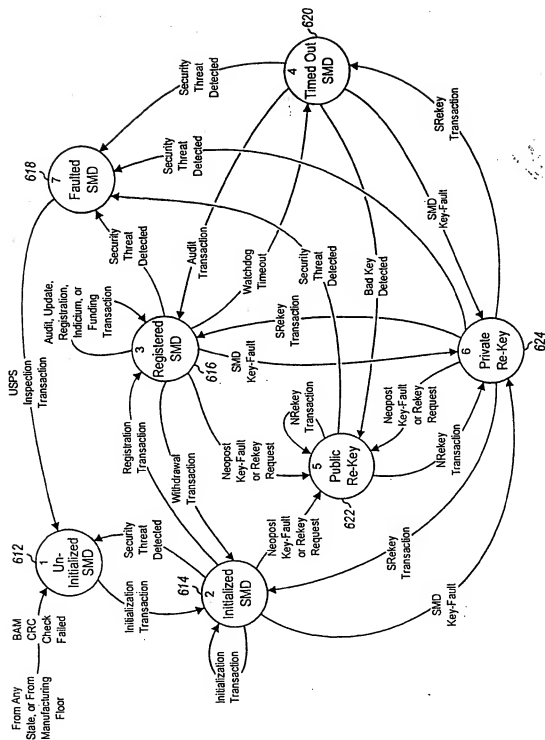 From Any
State, or From
Manufacturing
Floor
BAM
CRC
Check
Failed
612
1
Un-
Initialized
SMD
USPS
Inspection
Transaction
618
7
Faulted
SMD
Security
Threat
Detected
620
4
Timed Out
SMD
Initialization
Transaction
Security
Threat
Detected
Registration
Transaction
Audit, Update,
Registration,
Indicium, or
Funding
Transaction
Security
Threat
Detected
Security
Threat
Detected
614
2
Initialized
SMD
Initialization
Transaction
Withdrawal
Transaction
3
Registered
SMD
616
Audit
Transaction
Watchdog
Timeout
Neopost
Key-Fault
or Rekey
Request
Neopost
Key-Fault
or Rekey
Request
NRekey
Transaction
Security
Threat
Detected
SMD
Key-Fault
SRekey
Transaction
Bad Key
Detected
SMD
Key-Fault
SRekey
Transaction
5
Public
Re-Key
622
Neopost
Key-Fault
or Rekey
Request
NRekey
Transaction
6
Private
Re-Key
624
SRekey
Transaction
SMD
Key-Fault